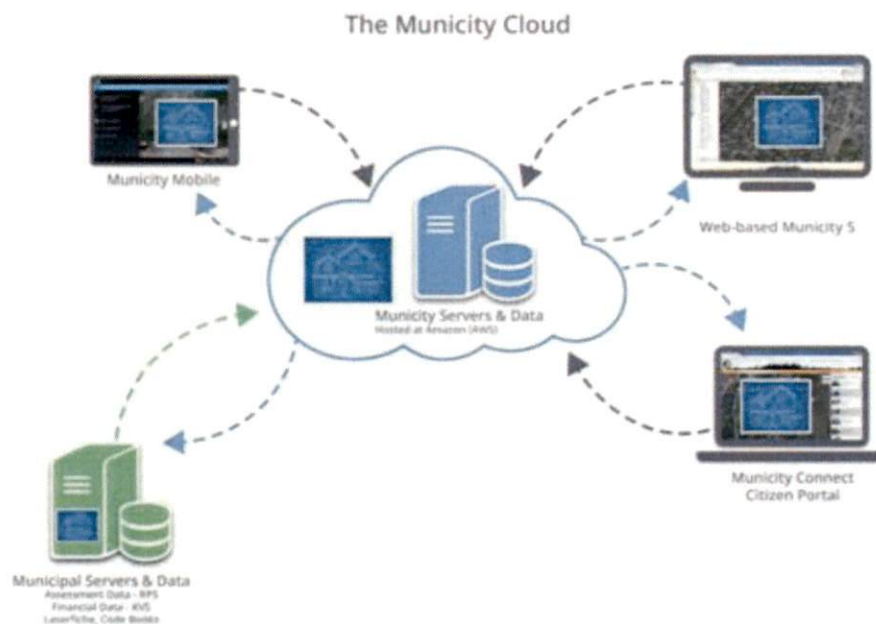 The Municity Cloud
Municity Mobile
Web-based Municity 5
Municity Servers & Data
Hosted at Amazon (AWS)
Municity Connect
Citizen Portal
Municipal Servers & Data
Assessment Data - RPS
Financial Data - KVS
Laserfiche, Code Books